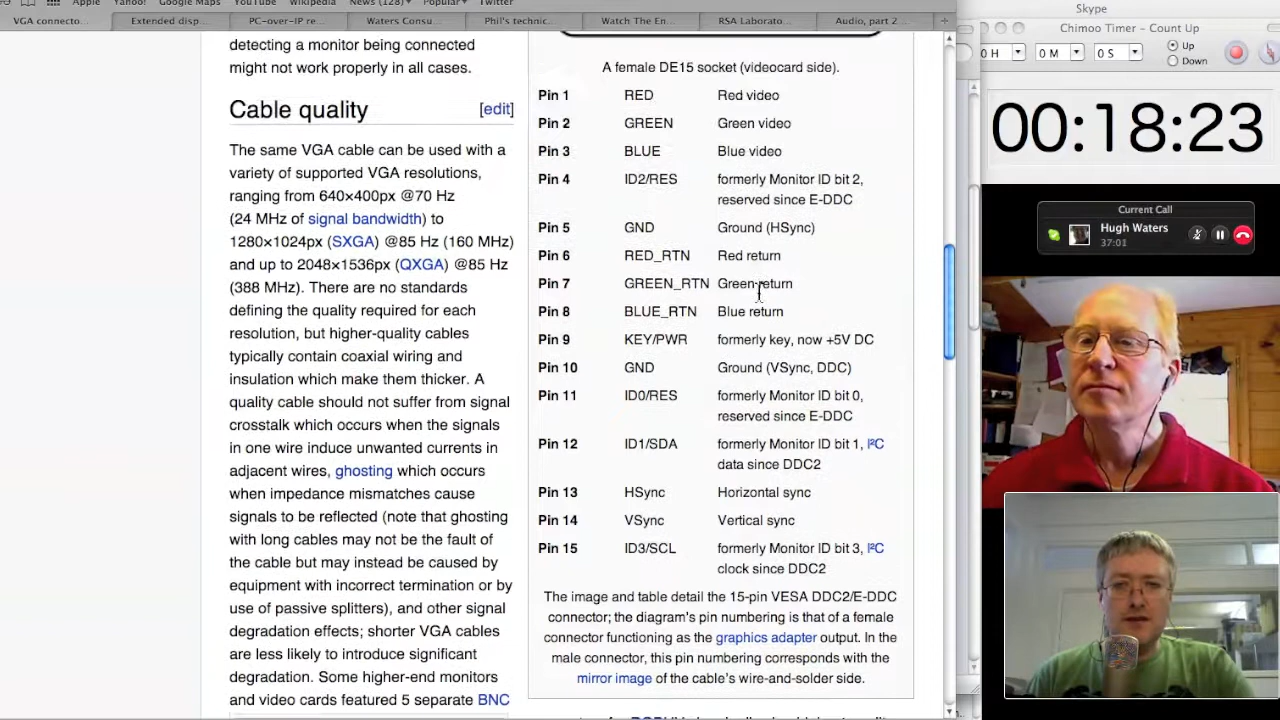 Apple Yahoo! Google Maps YouTube Wikipedia News (128) Popular Twitter
VGA connecto... Extended disp... PC-over-IP re... Waters Consu... Phil's technic... Watch The En... RSA Laborato... Audio, part 2 ...
detecting a monitor being connected
might not work properly in all cases.
Cable quality [edit]
The same VGA cable can be used with a
variety of supported VGA resolutions,
ranging from 640×400px @70 Hz
(24 MHz of signal bandwidth) to
1280×1024px (SXGA) @85 Hz (160 MHz)
and up to 2048×1536px (QXGA) @85 Hz
(388 MHz). There are no standards
defining the quality required for each
resolution, but higher-quality cables
typically contain coaxial wiring and
insulation which make them thicker. A
quality cable should not suffer from signal
crosstalk which occurs when the signals
in one wire induce unwanted currents in
adjacent wires, ghosting which occurs
when impedance mismatches cause
signals to be reflected (note that ghosting
with long cables may not be the fault of
the cable but may instead be caused by
equipment with incorrect termination or by
use of passive splitters), and other signal
degradation effects; shorter VGA cables
are less likely to introduce significant
degradation. Some higher-end monitors
and video cards featured 5 separate BNC
A female DE15 socket (videocard side).
Pin 1 RED Red video
Pin 2 GREEN Green video
Pin 3 BLUE Blue video
Pin 4 ID2/RES formerly Monitor ID bit 2,
reserved since E-DDC
Pin 5 GND Ground (HSync)
Pin 6 RED_RTN Red return
Pin 7 GREEN_RTN Green return
Pin 8 BLUE_RTN Blue return
Pin 9 KEY/PWR formerly key, now +5V DC
Pin 10 GND Ground (VSync, DDC)
Pin 11 ID0/RES formerly Monitor ID bit 0,
reserved since E-DDC
Pin 12 ID1/SDA formerly Monitor ID bit 1, I²C
data since DDC2
Pin 13 HSync Horizontal sync
Pin 14 VSync Vertical sync
Pin 15 ID3/SCL formerly Monitor ID bit 3, I²C
clock since DDC2
The image and table detail the 15-pin VESA DDC2/E-DDC
connector; the diagram's pin numbering is that of a female
connector functioning as the graphics adapter output. In the
male connector, this pin numbering corresponds with the
mirror image of the cable's wire-and-solder side.
Skype
Chimoo Timer – Count Up
0 H 0 M 0 S Up
Down
00:18:23
Current Call
Hugh Waters
37:01